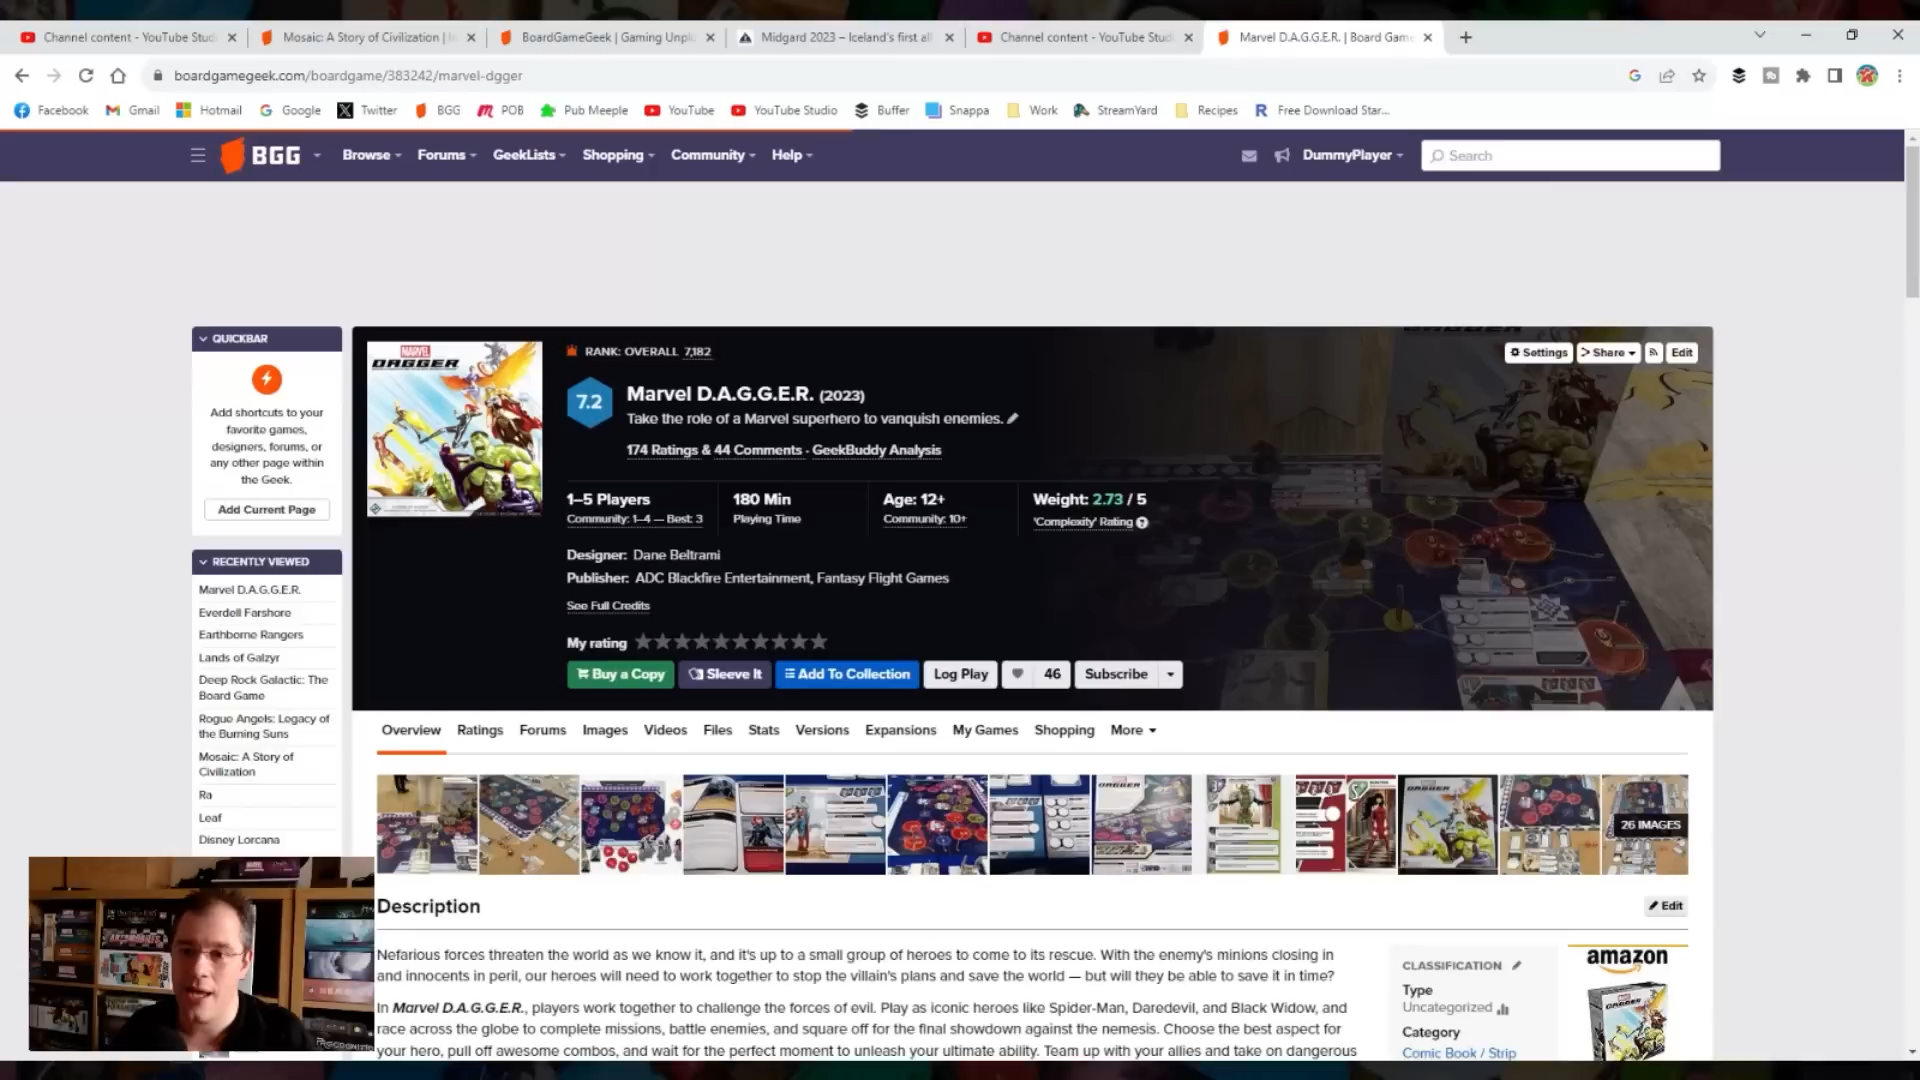 Channel content - YouTube Studi
Mosaic: A Story of Civilization | I
BoardGameGeek | Gaming Unplu
Midgard 2023 – Iceland's first all
Channel content - YouTube Studi
Marvel D.A.G.G.E.R. | Board Game
boardgamegeek.com/boardgame/383242/marvel-dgger
Facebook
Gmail
Hotmail
Google
Twitter
BGG
POB
Pub Meeple
YouTube
YouTube Studio
Buffer
Snappa
Work
StreamYard
Recipes
Free Download Star...
BGG
Browse
Forums
GeekLists
Shopping
Community
Help
DummyPlayer
Search
QUICKBAR
Add shortcuts to your
favorite games,
designers, forums, or
any other page within
the Geek.
Add Current Page
RECENTLY VIEWED
Marvel D.A.G.G.E.R.
Everdell Farshore
Earthborne Rangers
Lands of Galzyr
Deep Rock Galactic: The
Board Game
Rogue Angels: Legacy of
the Burning Suns
Mosaic: A Story of
Civilization
Ra
Leaf
Disney Lorcana
MARVEL
DAGGER
RANK: OVERALL 7,182
Settings
Share
Edit
7.2
Marvel D.A.G.G.E.R. (2023)
Take the role of a Marvel superhero to vanquish enemies.
174 Ratings & 44 Comments · GeekBuddy Analysis
1–5 Players
Community: 1–4 — Best: 3
180 Min
Playing Time
Age: 12+
Community: 10+
Weight: 2.73 / 5
'Complexity' Rating
Designer: Dane Beltrami
Publisher: ADC Blackfire Entertainment, Fantasy Flight Games
See Full Credits
My rating
Buy a Copy
Sleeve It
Add To Collection
Log Play
46
Subscribe
Overview
Ratings
Forums
Images
Videos
Files
Stats
Versions
Expansions
My Games
Shopping
More
26 IMAGES
Description
Edit
Nefarious forces threaten the world as we know it, and it's up to a small group of heroes to come to its rescue. With the enemy's minions closing in
and innocents in peril, our heroes will need to work together to stop the villain's plans and save the world — but will they be able to save it in time?
In Marvel D.A.G.G.E.R., players work together to challenge the forces of evil. Play as iconic heroes like Spider-Man, Daredevil, and Black Widow, and
race across the globe to complete missions, battle enemies, and square off for the final showdown against the nemesis. Choose the best aspect for
your hero, pull off awesome combos, and wait for the perfect moment to unleash your ultimate ability. Team up with your allies and take on dangerous
CLASSIFICATION
Type
Uncategorized
Category
Comic Book / Strip
amazon